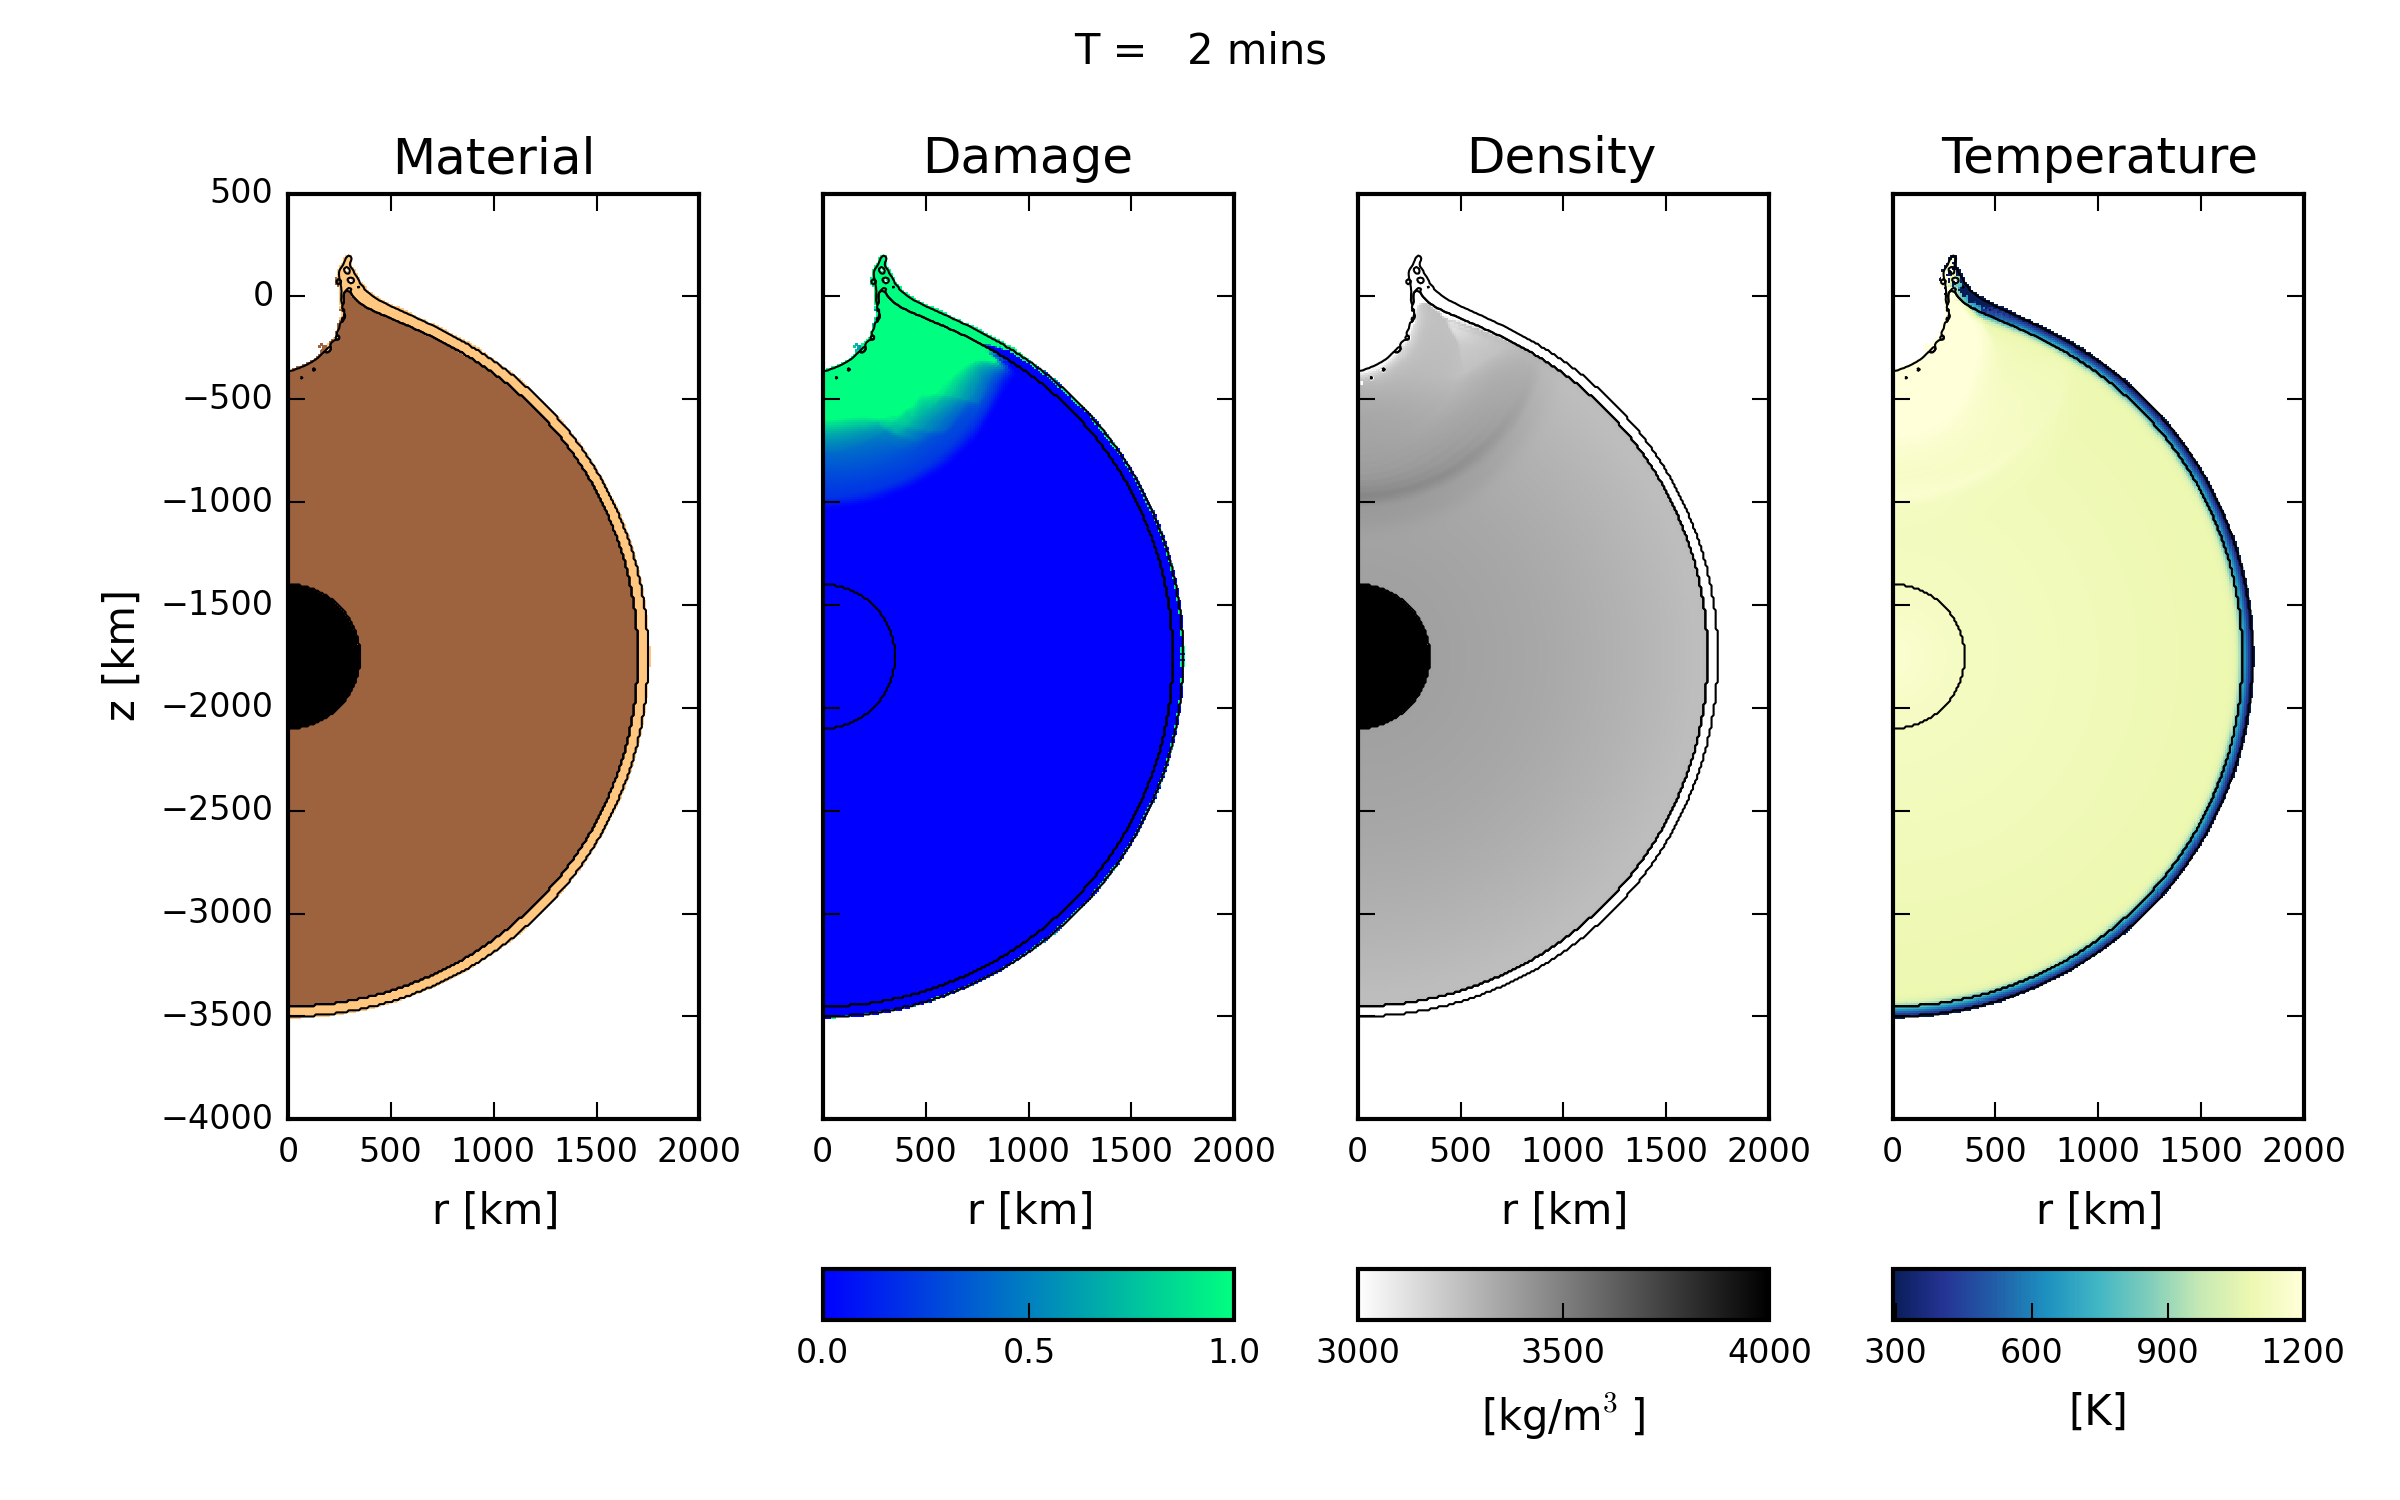 T = 2 mins
Material Damage Density Temperature
500
0
−500
−1000
−1500
−2000
−2500
−3000
−3500
−4000
z [km]
0 500 1000 1500 2000 0 500 1000 1500 2000 0 500 1000 1500 2000 0 500 1000 1500 2000
r [km] r [km] r [km] r [km]
0.0 0.5 1.0 3000 3500 4000 300 600 900 1200
[kg/m³ ] [K]